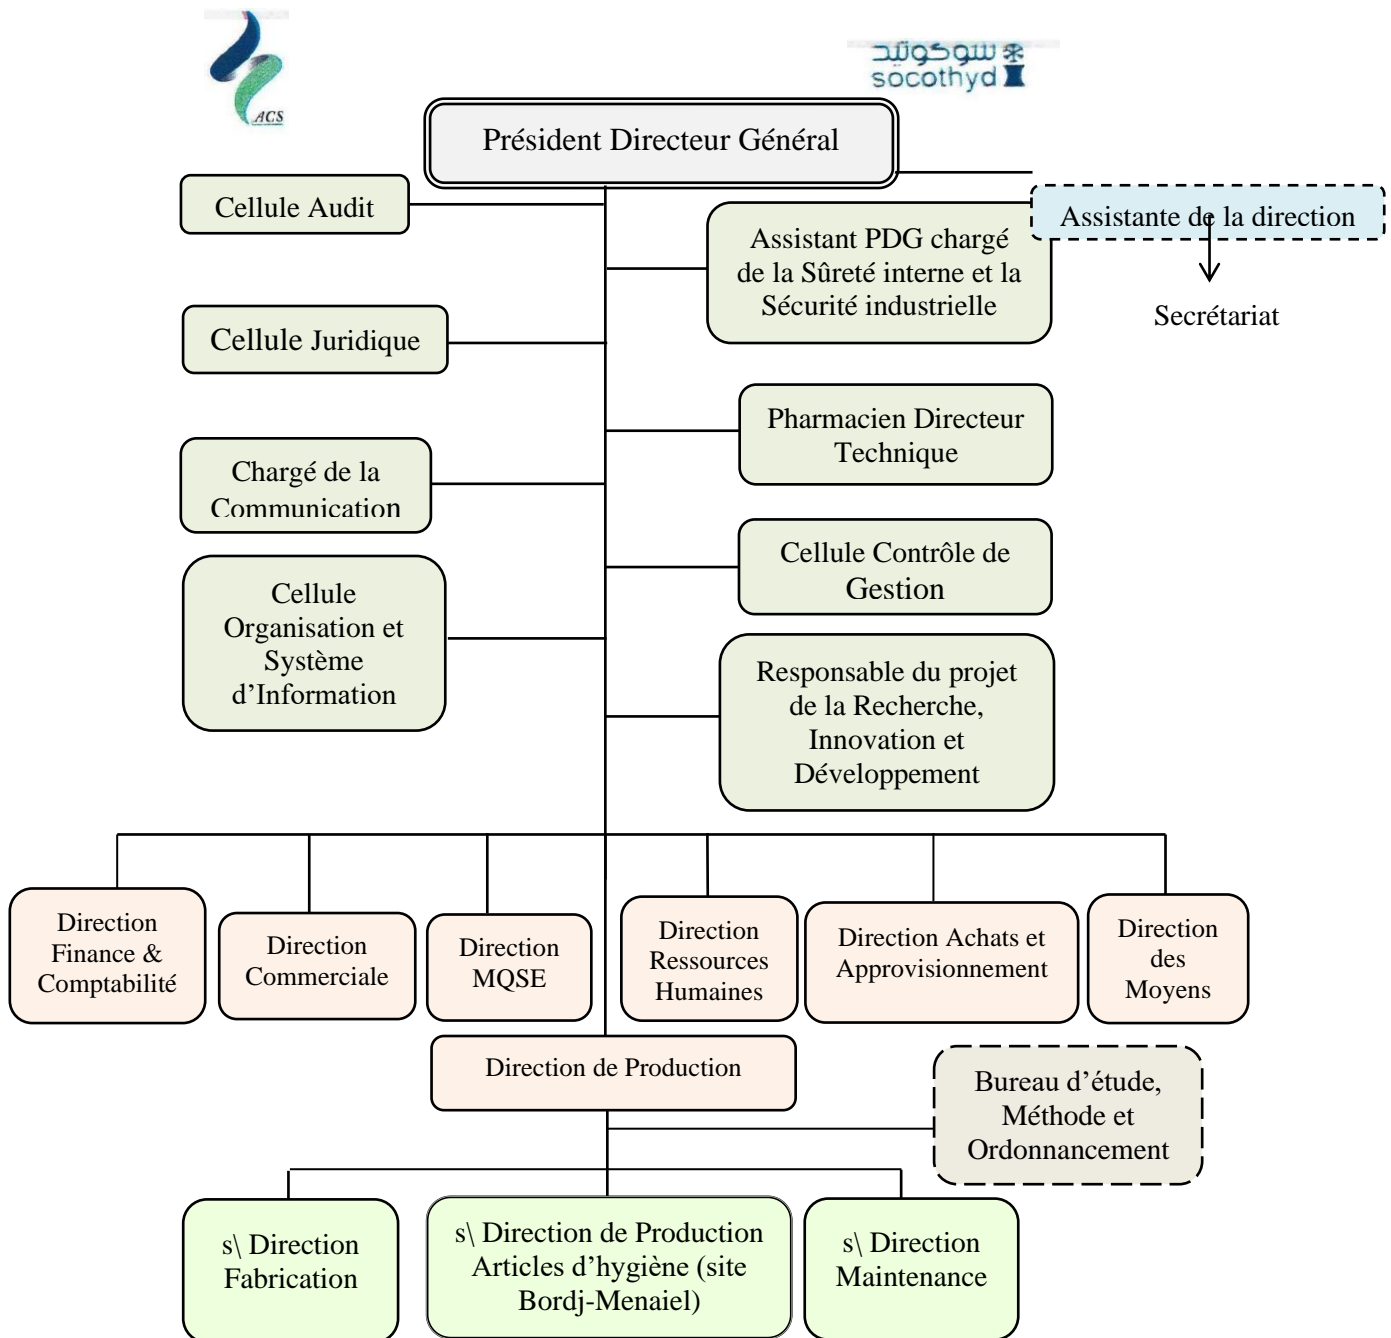 ACS
سوكوتيد
socothyd
Président Directeur Général
Cellule Audit
Assistante de la direction
Assistant PDG chargé
de la Sûreté interne et la
Sécurité industrielle
Secrétariat
Cellule Juridique
Pharmacien Directeur
Technique
Chargé de la
Communication
Cellule Contrôle de
Gestion
Cellule
Organisation et
Système
d’Information
Responsable du projet
de la Recherche,
Innovation et
Développement
Direction
Finance &
Comptabilité
Direction
Commerciale
Direction
MQSE
Direction
Ressources
Humaines
Direction Achats et
Approvisionnement
Direction
des
Moyens
Direction de Production
Bureau d’étude,
Méthode et
Ordonnancement
s\ Direction
Fabrication
s\ Direction de Production
Articles d’hygiène (site
Bordj-Menaiel)
s\ Direction
Maintenance